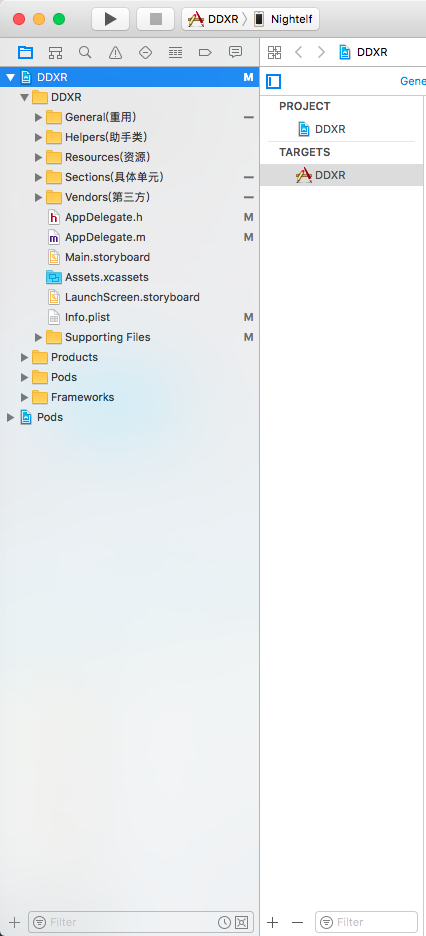 DDXR 〉 Nightelf
DDXR
DDXR M
DDXR
General(重用)
Helpers(助手类)
Resources(资源)
Sections(具体单元)
Vendors(第三方)
AppDelegate.h M
AppDelegate.m M
Main.storyboard
Assets.xcassets
LaunchScreen.storyboard
Info.plist M
Supporting Files M
Products
Pods
Frameworks
Pods
Filter
Gene
PROJECT
DDXR
TARGETS
DDXR
Filter